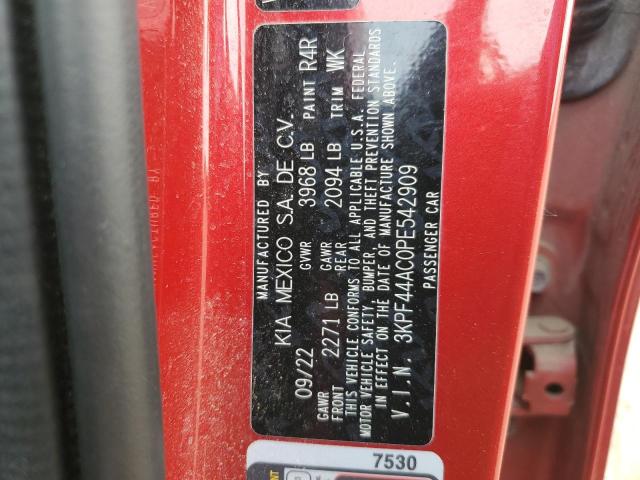 MANUFACTURED BY
KIA MEXICO S.A. DE C.V.
09/22 GVWR 3968 LB PAINT R4R
GAWR FRONT 2271 LB GAWR REAR 2094 LB TRIM WK
THIS VEHICLE CONFORMS TO ALL APPLICABLE U.S.A. FEDERAL
MOTOR VEHICLE SAFETY, BUMPER, AND THEFT PREVENTION STANDARDS
IN EFFECT ON THE DATE OF MANUFACTURE SHOWN ABOVE.
V.I.N. 3KPF44AC0PE542909
PASSENGER CAR
7530